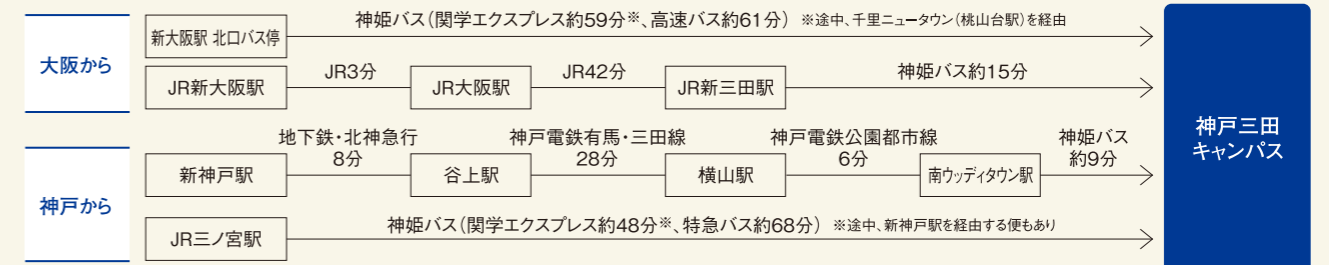 大阪から
新大阪駅 北口バス停
神姫バス（関学エクスプレス約59分※、高速バス約61分） ※途中、千里ニュータウン（桃山台駅）を経由
JR新大阪駅
JR3分
JR大阪駅
JR42分
JR新三田駅
神姫バス約15分
神戸から
新神戸駅
地下鉄・北神急行
8分
谷上駅
神戸電鉄有馬・三田線
28分
横山駅
神戸電鉄公園都市線
6分
南ウッディタウン駅
神姫バス
約9分
JR三ノ宮駅
神姫バス（関学エクスプレス約48分※、特急バス約68分） ※途中、新神戸駅を経由する便もあり
神戸三田
キャンパス